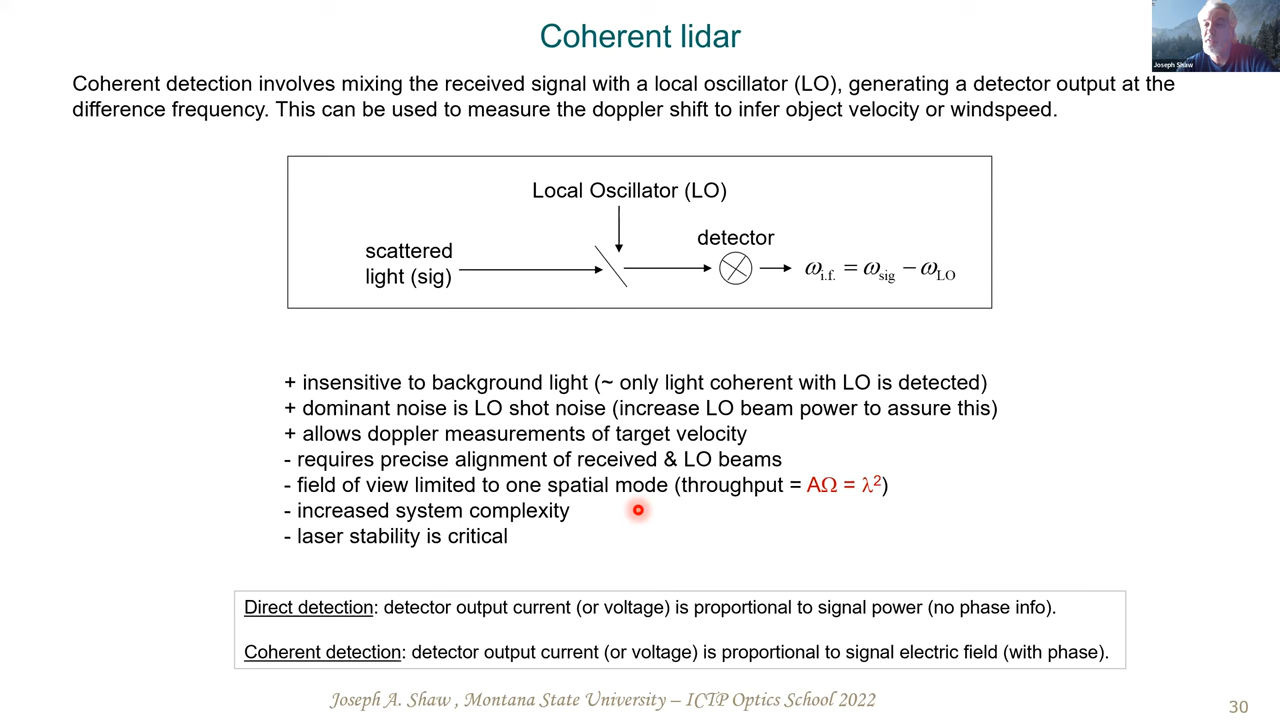 Coherent lidar
Joseph Shaw
Coherent detection involves mixing the received signal with a local oscillator (LO), generating a detector output at the
difference frequency. This can be used to measure the doppler shift to infer object velocity or windspeed.
Local Oscillator (LO)
detector
scattered
light (sig)
ω_i.f. = ω_sig − ω_LO
+ insensitive to background light (~ only light coherent with LO is detected)
+ dominant noise is LO shot noise (increase LO beam power to assure this)
+ allows doppler measurements of target velocity
- requires precise alignment of received & LO beams
- field of view limited to one spatial mode (throughput = AΩ = λ²)
- increased system complexity
- laser stability is critical
Direct detection: detector output current (or voltage) is proportional to signal power (no phase info).
Coherent detection: detector output current (or voltage) is proportional to signal electric field (with phase).
Joseph A. Shaw , Montana State University – ICTP Optics School 2022
30